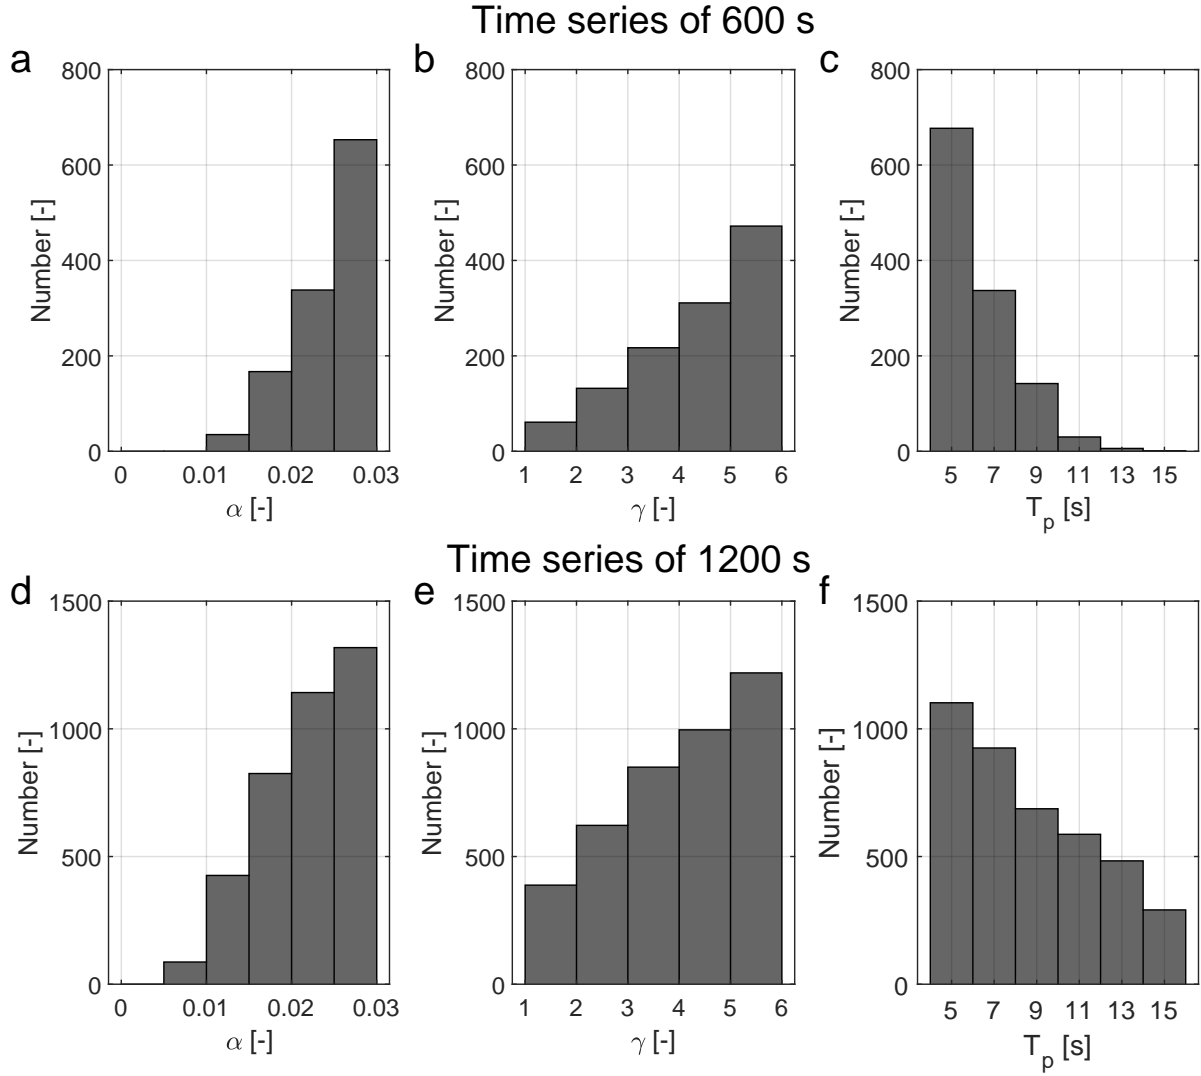 Time series of 600 s
a
b
c
800
600
400
200
0
Number [-]
0
0.01
0.02
0.03
α [-]
800
600
400
200
0
Number [-]
1
2
3
4
5
6
γ [-]
800
600
400
200
0
Number [-]
5
7
9
11
13
15
Tp [s]
Time series of 1200 s
d
e
f
1500
1000
500
0
Number [-]
0
0.01
0.02
0.03
α [-]
1500
1000
500
0
Number [-]
1
2
3
4
5
6
γ [-]
1500
1000
500
0
Number [-]
5
7
9
11
13
15
Tp [s]